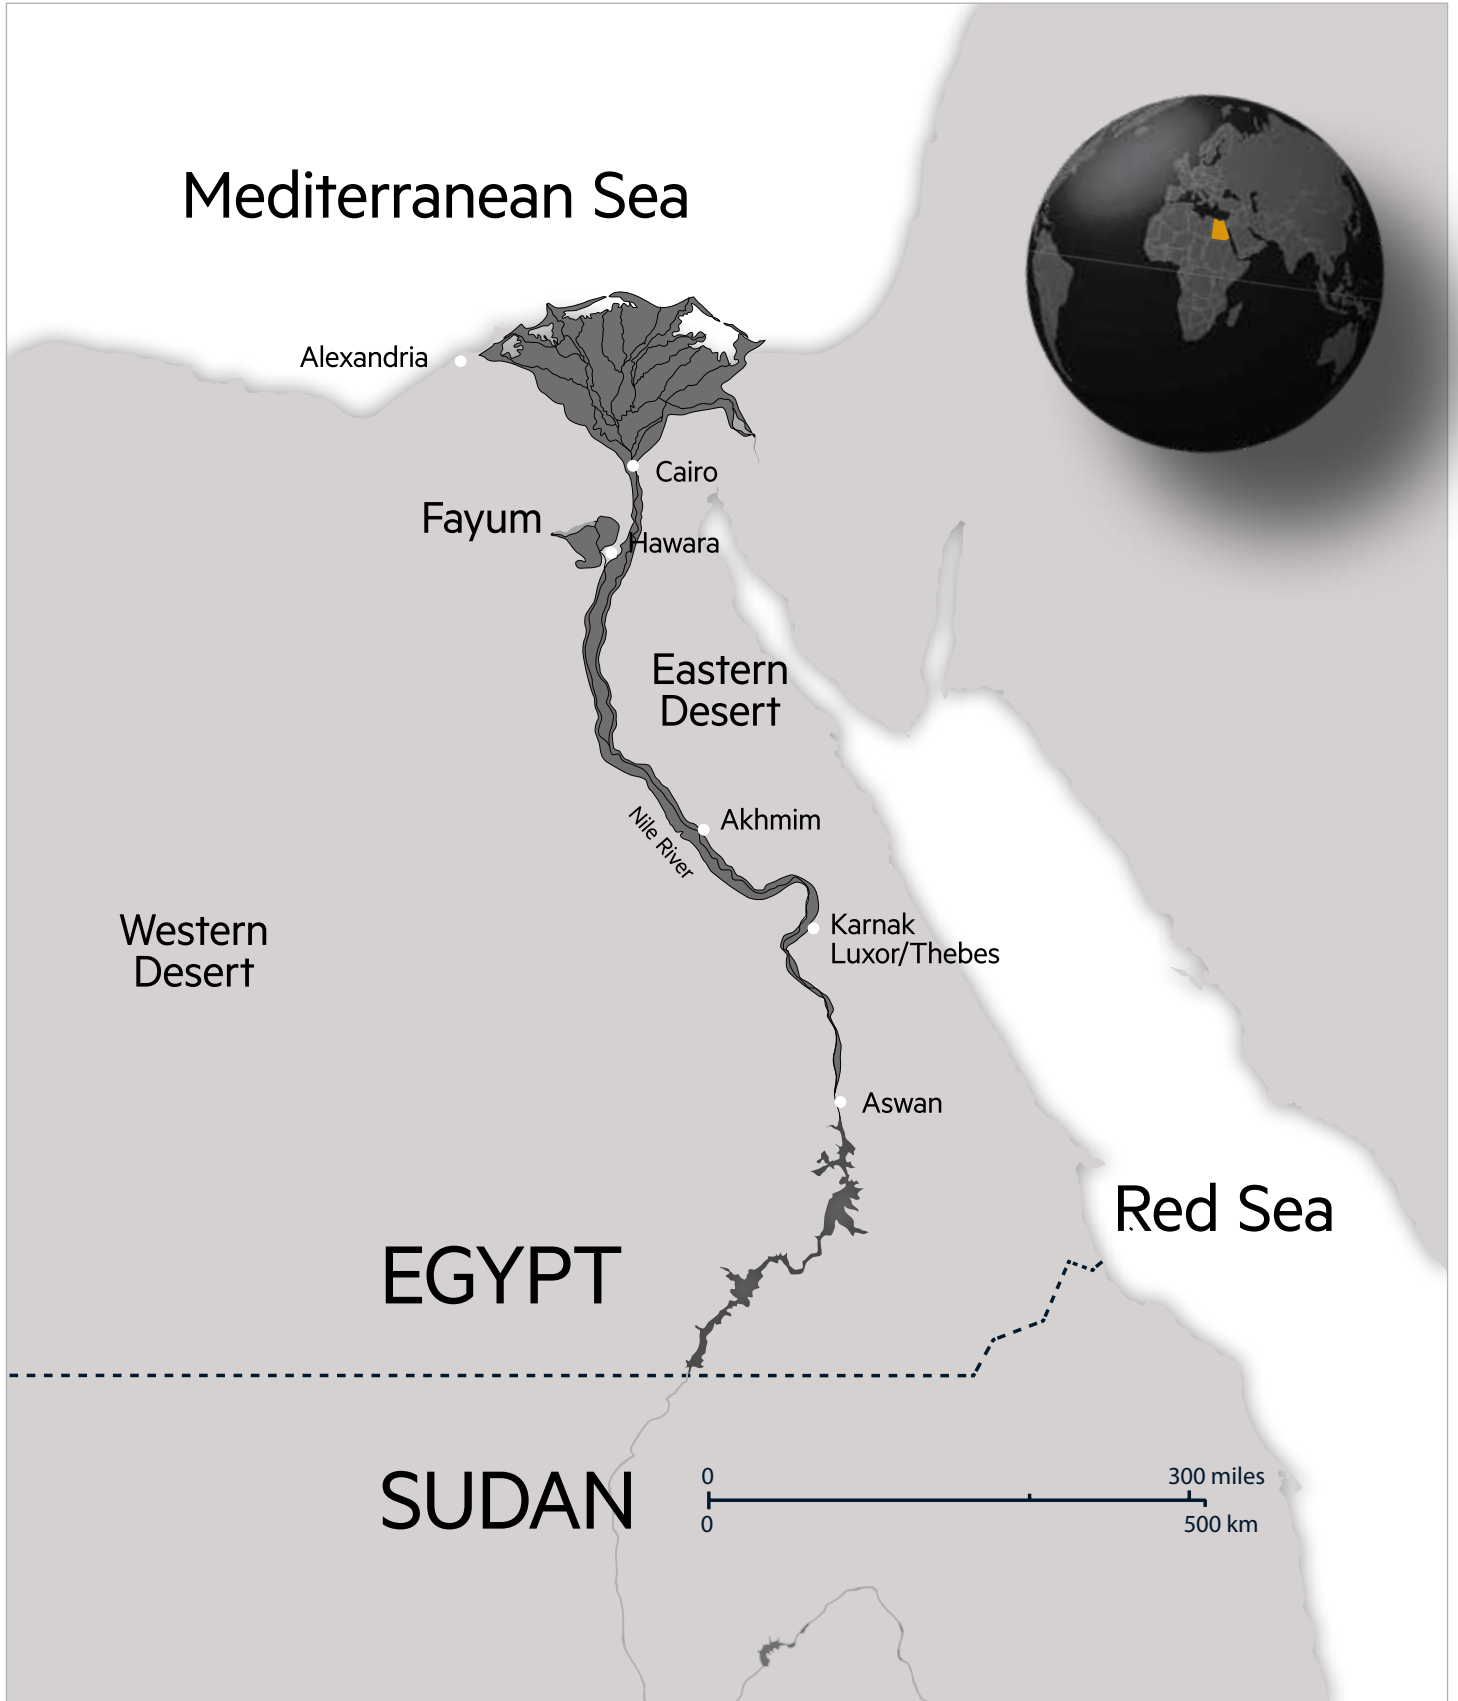 Mediterranean Sea
Alexandria
Cairo
Fayum
Hawara
Eastern
Desert
Akhmim
Nile River
Western
Desert
Karnak
Luxor/Thebes
Aswan
Red Sea
EGYPT
SUDAN
0
300 miles
0
500 km